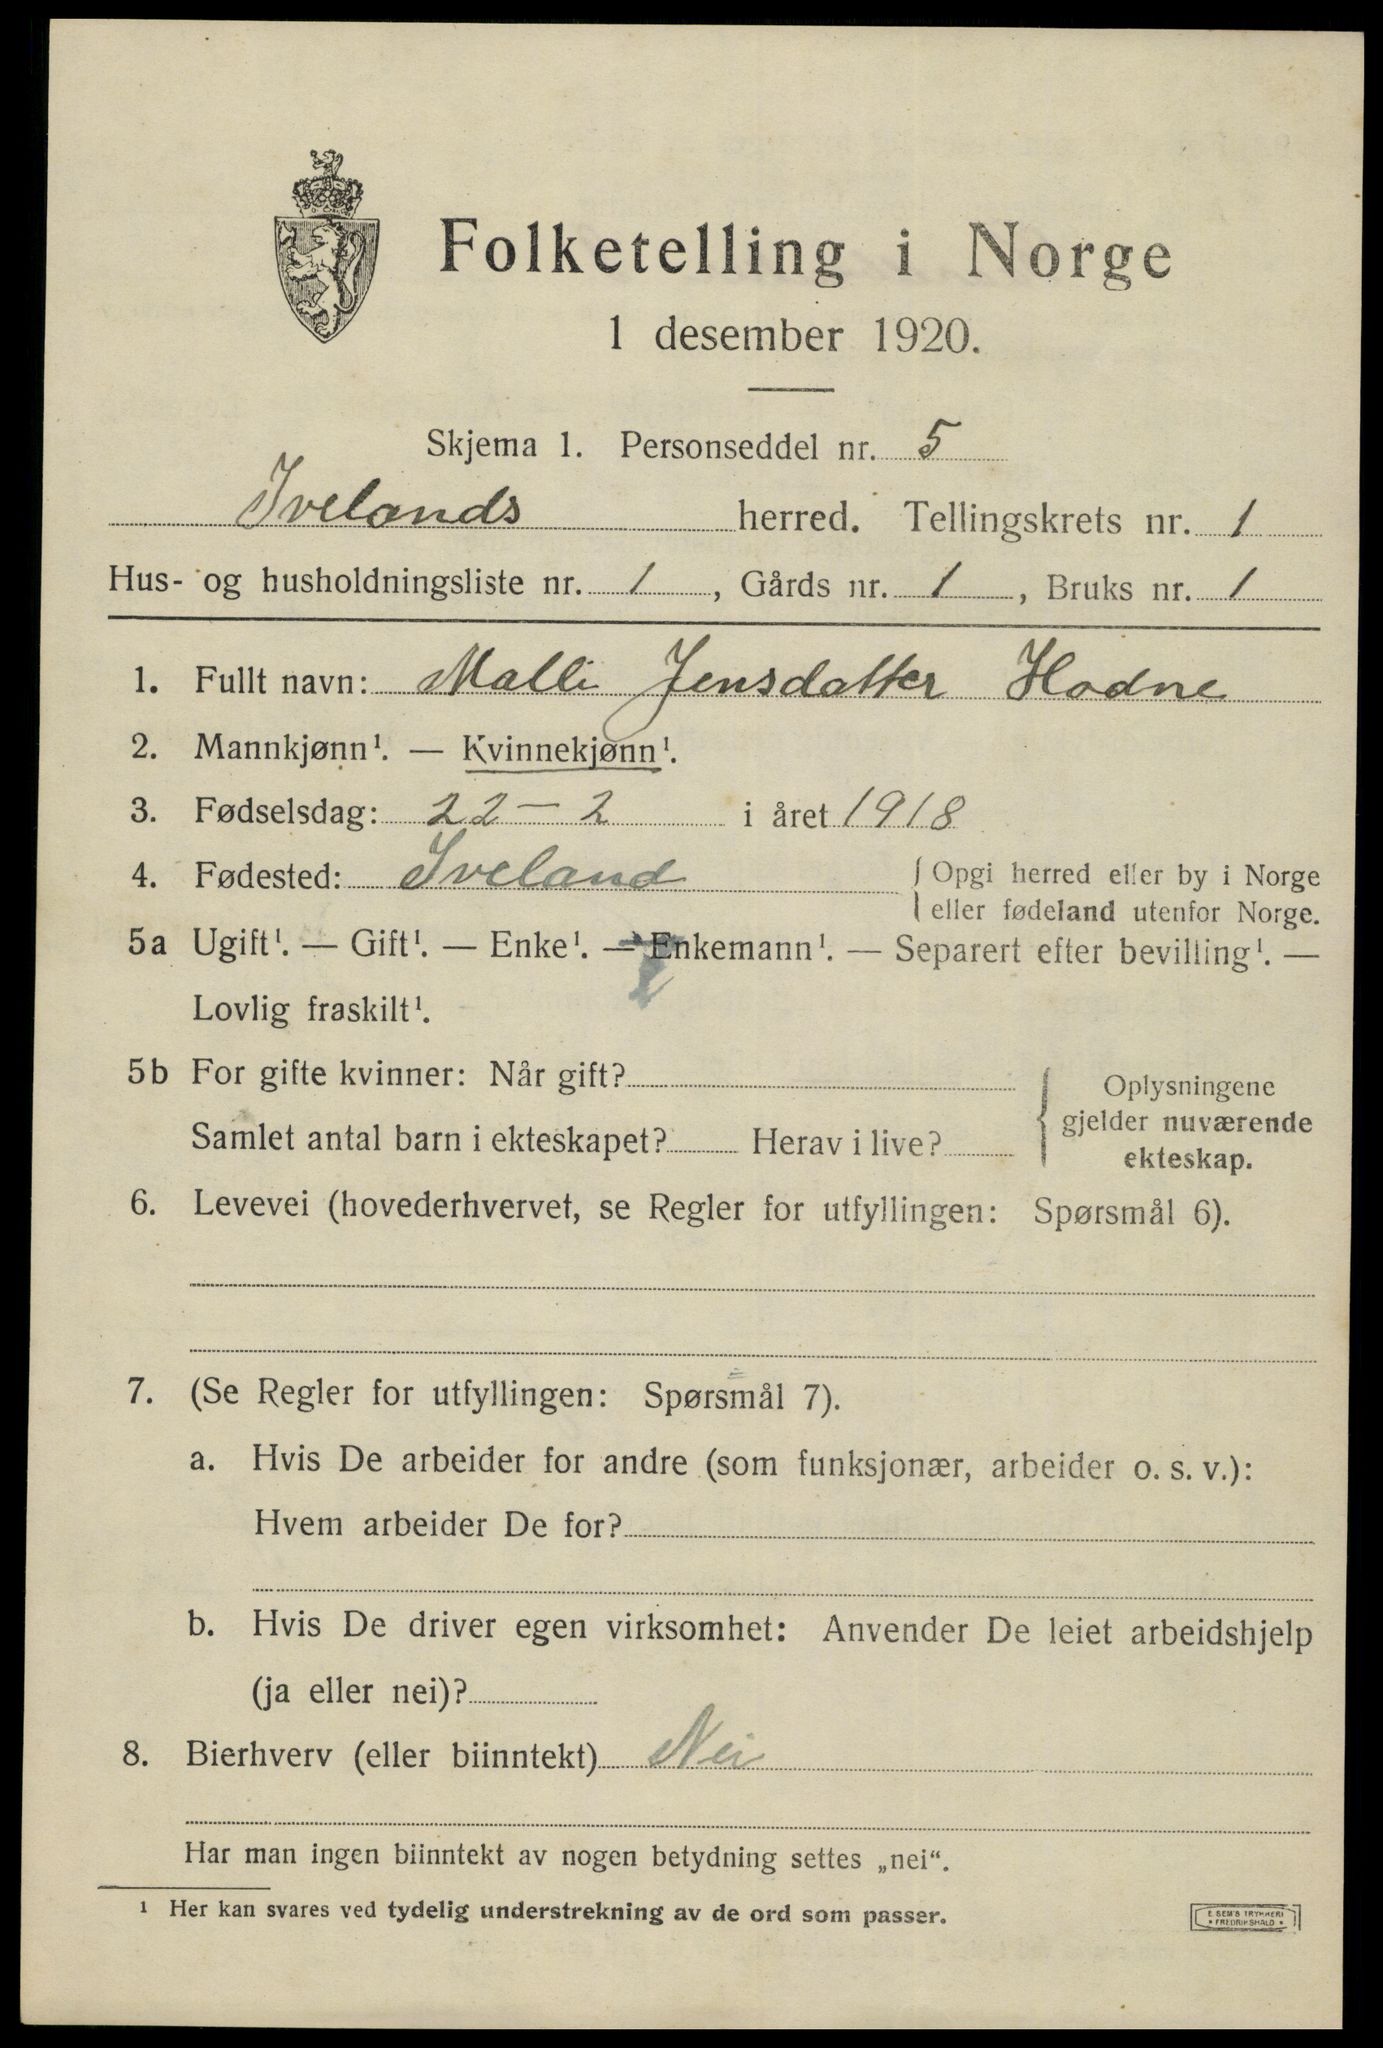 Folketelling i Norge
1 desember 1920.
Skjema 1. Personseddel nr. 5
Ivelands herred. Tellingskrets nr. 1
Hus- og husholdningsliste nr. 1, Gårds nr. 1, Bruks nr. 1
1. Fullt navn: Malli Jensdatter Hodne
2. Mannkjønn¹. — Kvinnekjønn¹.
3. Fødselsdag: 22 – 2 i året 1918
4. Fødested: Iveland { Opgi herred eller by i Norge
eller fødeland utenfor Norge.
5a Ugift¹. — Gift¹. — Enke¹. — Enkemann¹. — Separert efter bevilling¹. —
Lovlig fraskilt¹.
5b For gifte kvinner: Når gift?
Samlet antal barn i ekteskapet? Herav i live?
{ Oplysningene
gjelder nuværende
ekteskap.
6. Levevei (hovederhvervet, se Regler for utfyllingen: Spørsmål 6).
7. (Se Regler for utfyllingen: Spørsmål 7).
a. Hvis De arbeider for andre (som funksjonær, arbeider o. s. v.):
Hvem arbeider De for?
b. Hvis De driver egen virksomhet: Anvender De leiet arbeidshjelp
(ja eller nei)?
8. Bierhverv (eller biinntekt) Nei
Har man ingen biinntekt av nogen betydning settes „nei“.
¹ Her kan svares ved tydelig understrekning av de ord som passer.
E. SEM'S TRYKKERI
• FREDRIKSHALD •